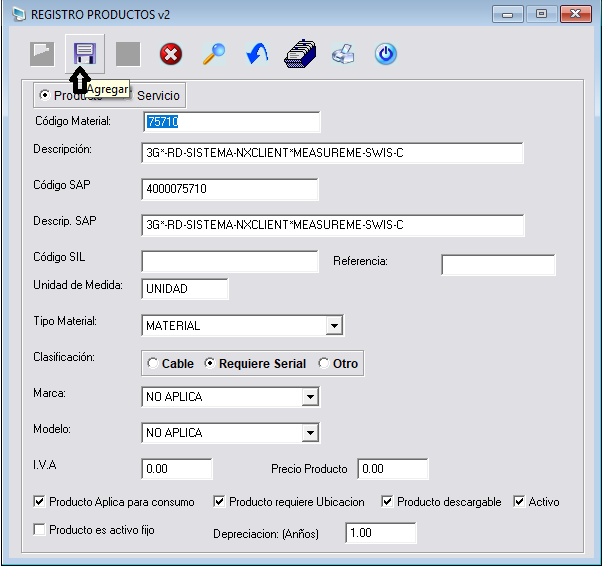 REGISTRO PRODUCTOS v2
Agregar
Producto Servicio
Código Material: 75710
Descripción: 3G*-RD-SISTEMA-NXCLIENT*MEASUREME-SWIS-C
Código SAP 4000075710
Descrip. SAP 3G*-RD-SISTEMA-NXCLIENT*MEASUREME-SWIS-C
Código SIL Referencia:
Unidad de Medida: UNIDAD
Tipo Material: MATERIAL
Clasificación: Cable Requiere Serial Otro
Marca: NO APLICA
Modelo: NO APLICA
I.V.A 0.00 Precio Producto 0.00
Producto Aplica para consumo Producto requiere Ubicacion Producto descargable Activo
Producto es activo fijo Depreciacion: (Anños) 1.00